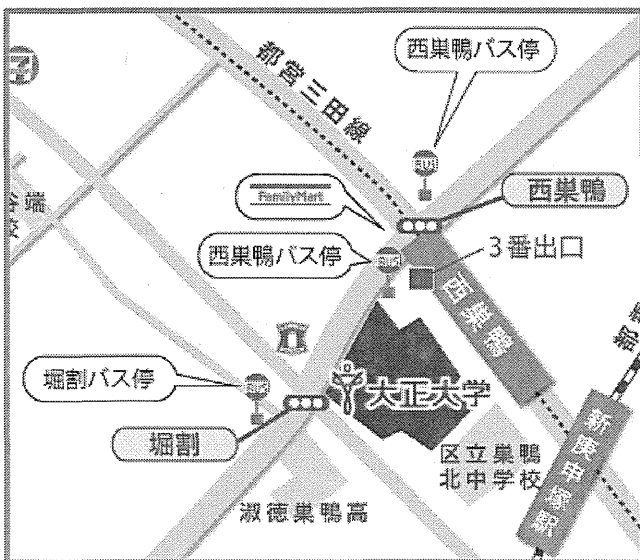 西巣鴨バス停
都営三田線
FamilyMart
西巣鴨
西巣鴨バス停
BUS
3番出口
西巣鴨
堀割バス停
大正大学
堀割
区立巣鴨
北中学校
新庚申塚駅
淑徳巣鴨高